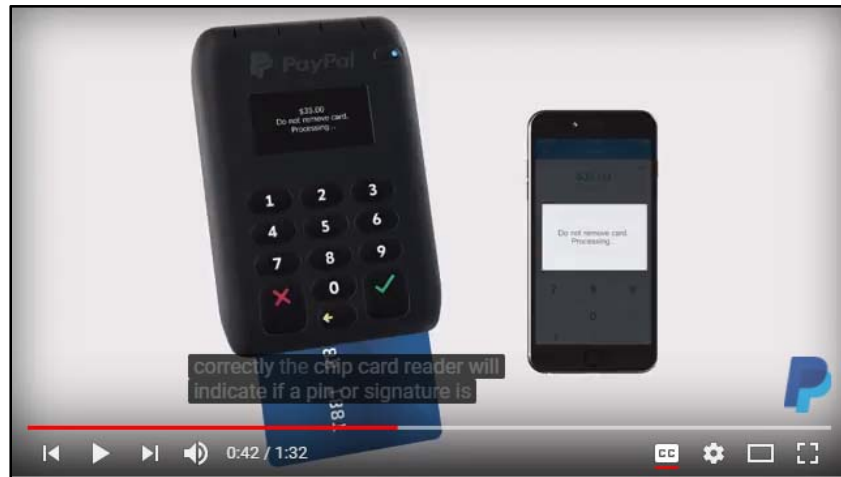 PayPal
$35.00
Do not remove card.
Processing...
1 2 3
4 5 6
7 8 9
0
Do not remove card.
Processing...
correctly the chip card reader will
indicate if a pin or signature is
0:42 / 1:32
CC